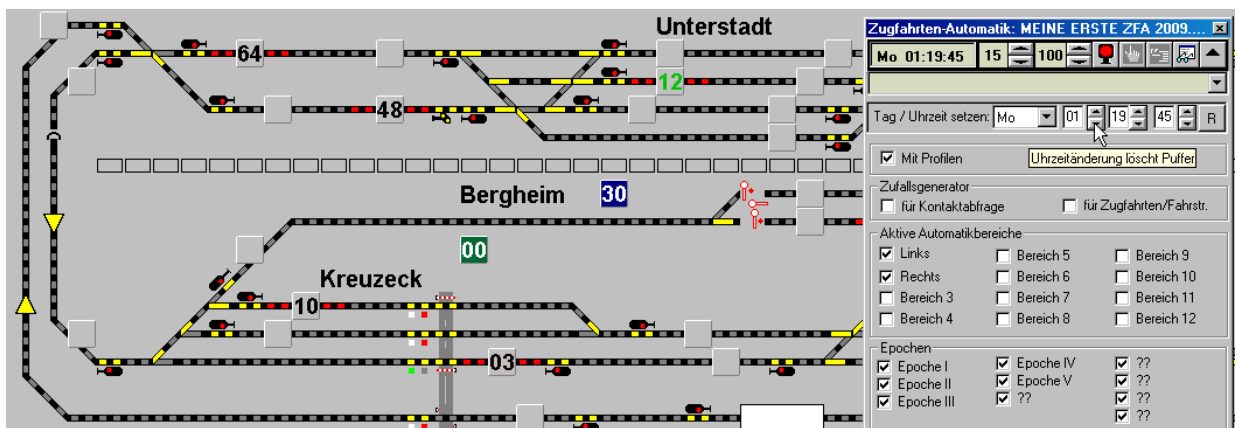 Unterstadt
64
12
48
Bergheim
30
00
Kreuzeck
10
03
Zugfahrten-Automatik: MEINE ERSTE ZFA 2009....
Mo 01:19:45 15 100
Tag / Uhrzeit setzen: Mo 01 19 45 R
Mit Profilen
Uhrzeitänderung löscht Puffer
Zufallsgenerator
für Kontaktabfrage für Zugfahrten/Fahrstr.
Aktive Automatikbereiche
Links Bereich 5 Bereich 9
Rechts Bereich 6 Bereich 10
Bereich 3 Bereich 7 Bereich 11
Bereich 4 Bereich 8 Bereich 12
Epochen
Epoche I Epoche IV ??
Epoche II Epoche V ??
Epoche III ?? ??
??